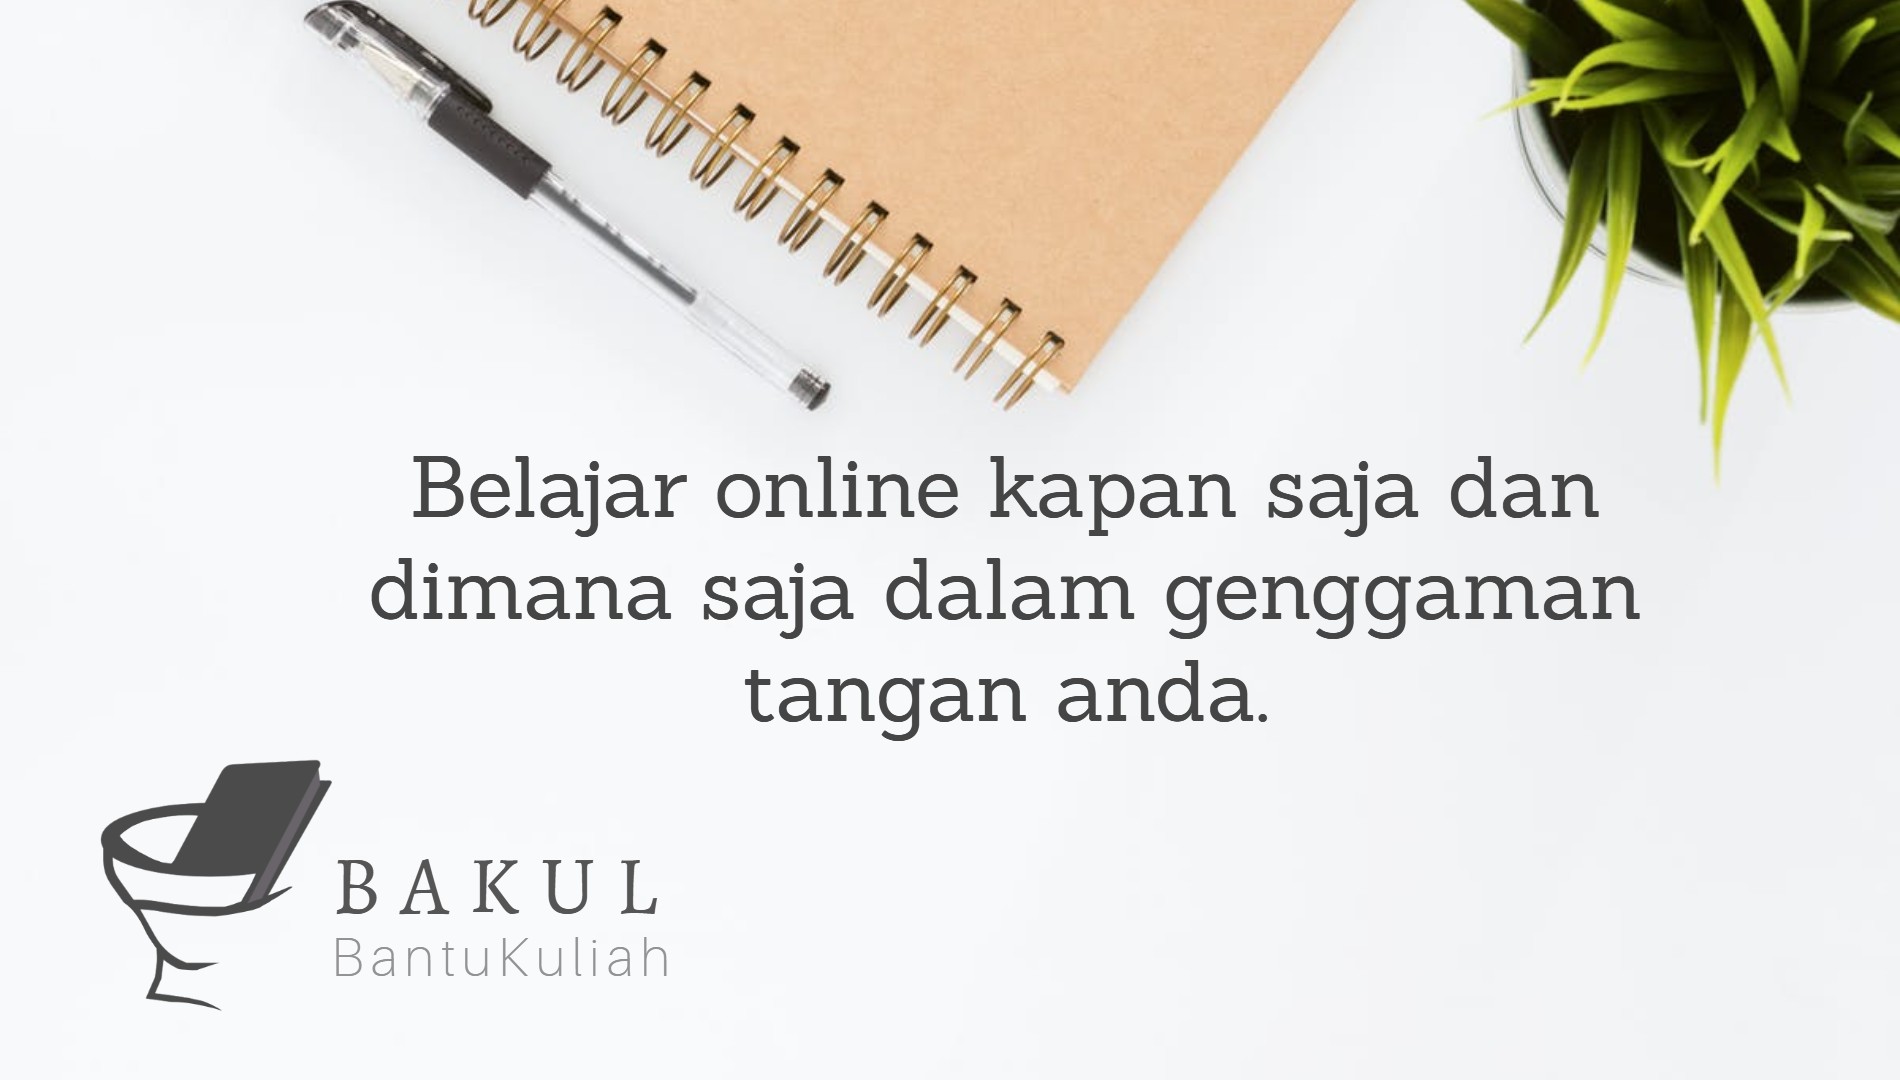 Belajar online kapan saja dan
dimana saja dalam genggaman
tangan anda.
BAKUL
BantuKuliah